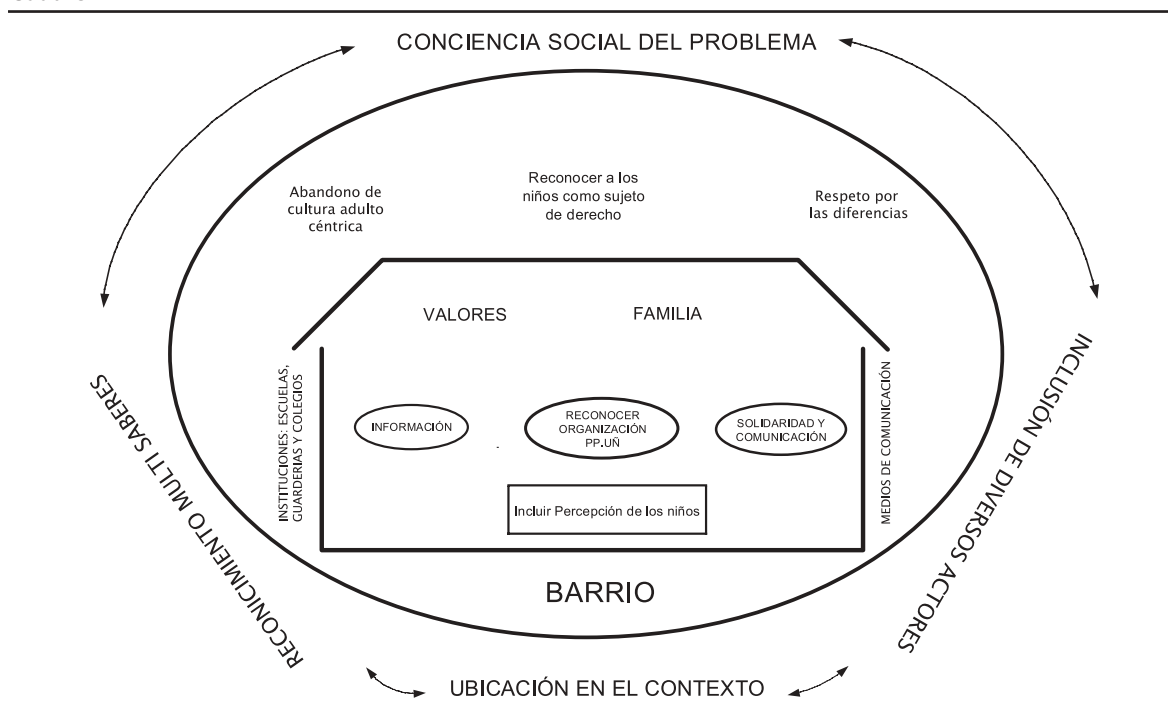 CONCIENCIA SOCIAL DEL PROBLEMA
Abandono de
cultura adulto
céntrica
Reconocer a los
niños como sujeto
de derecho
Respeto por
las diferencias
VALORES
FAMILIA
INSTITUCIONES: ESCUELAS,
GUARDERIAS Y COLEGIOS
INFORMACIÓN
RECONOCER
ORGANIZACIÓN
PP.UÑ
SOLIDARIDAD Y
COMUNICACIÓN
MEDIOS DE COMUNICACIÓN
Incluir Percepción de los niños
BARRIO
RECONICIMIENTO MULTI SABERES
INCLUSIÓN DE DIVERSOS ACTORES
UBICACIÓN EN EL CONTEXTO